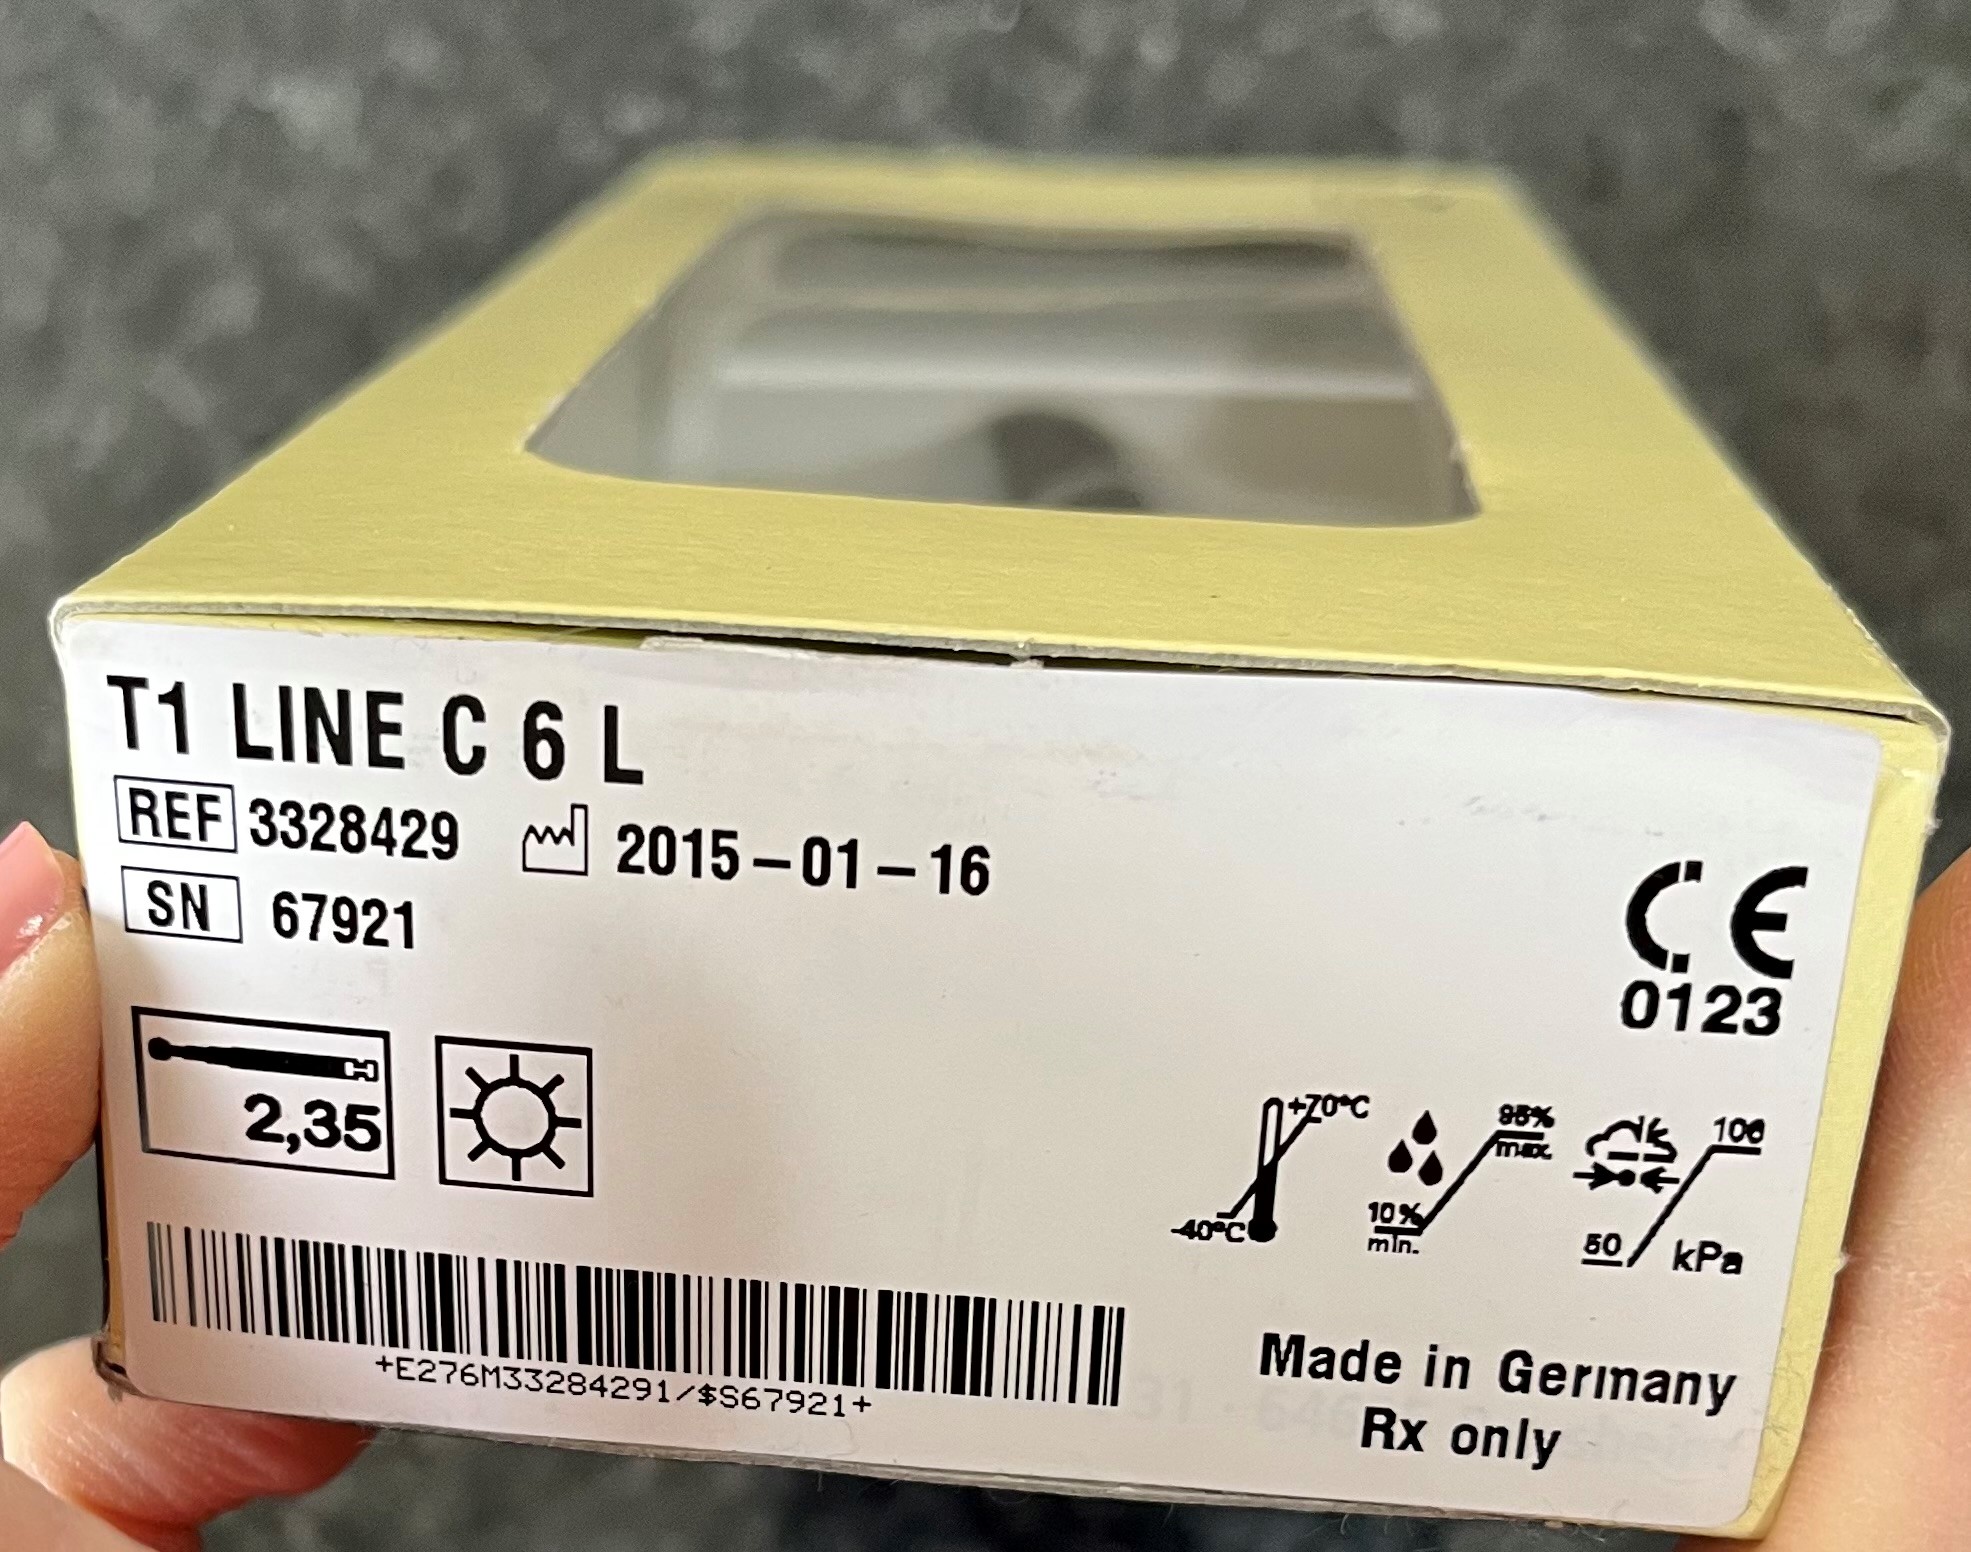 T1 LINE C 6 L
REF 3328429 2015-01-16
SN 67921
CE
0123
2,35
+70°C
-40°C
95%
max.
10%
min.
106
50
kPa
+E276M33284291/$S67921+
Made in Germany
Rx only